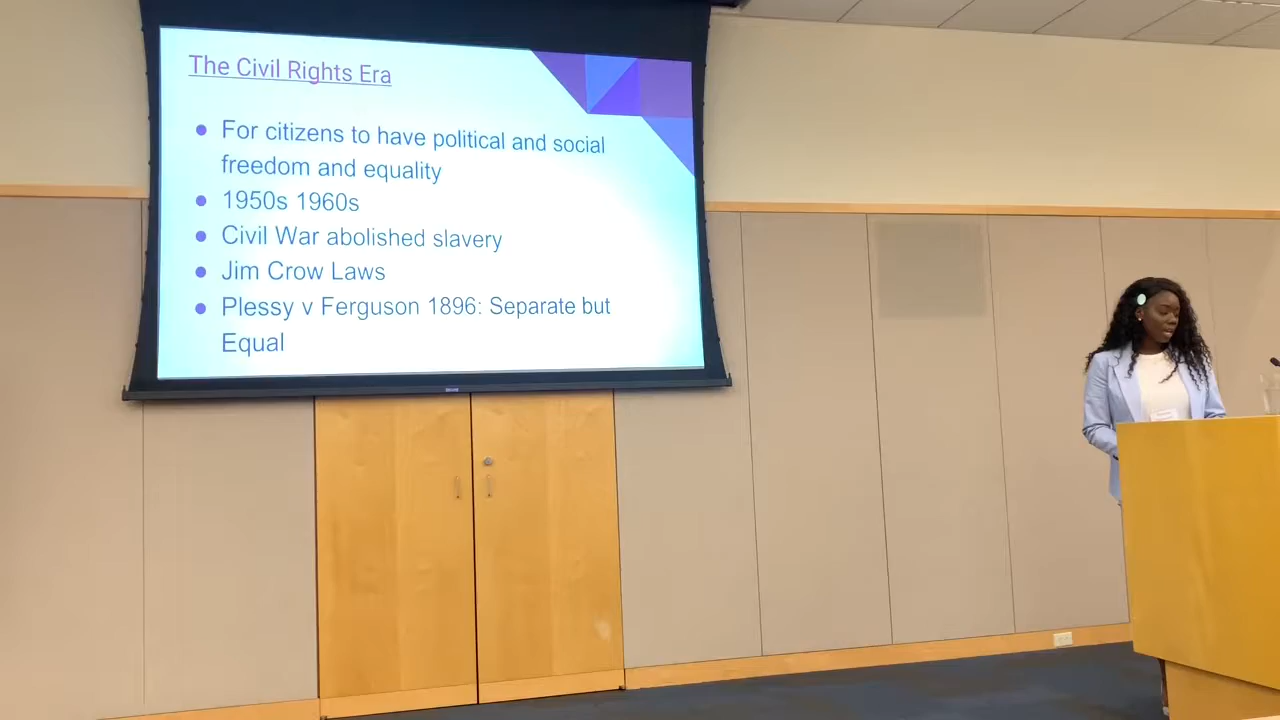 The Civil Rights Era
● For citizens to have political and social
freedom and equality
● 1950s 1960s
● Civil War abolished slavery
● Jim Crow Laws
● Plessy v Ferguson 1896: Separate but
Equal